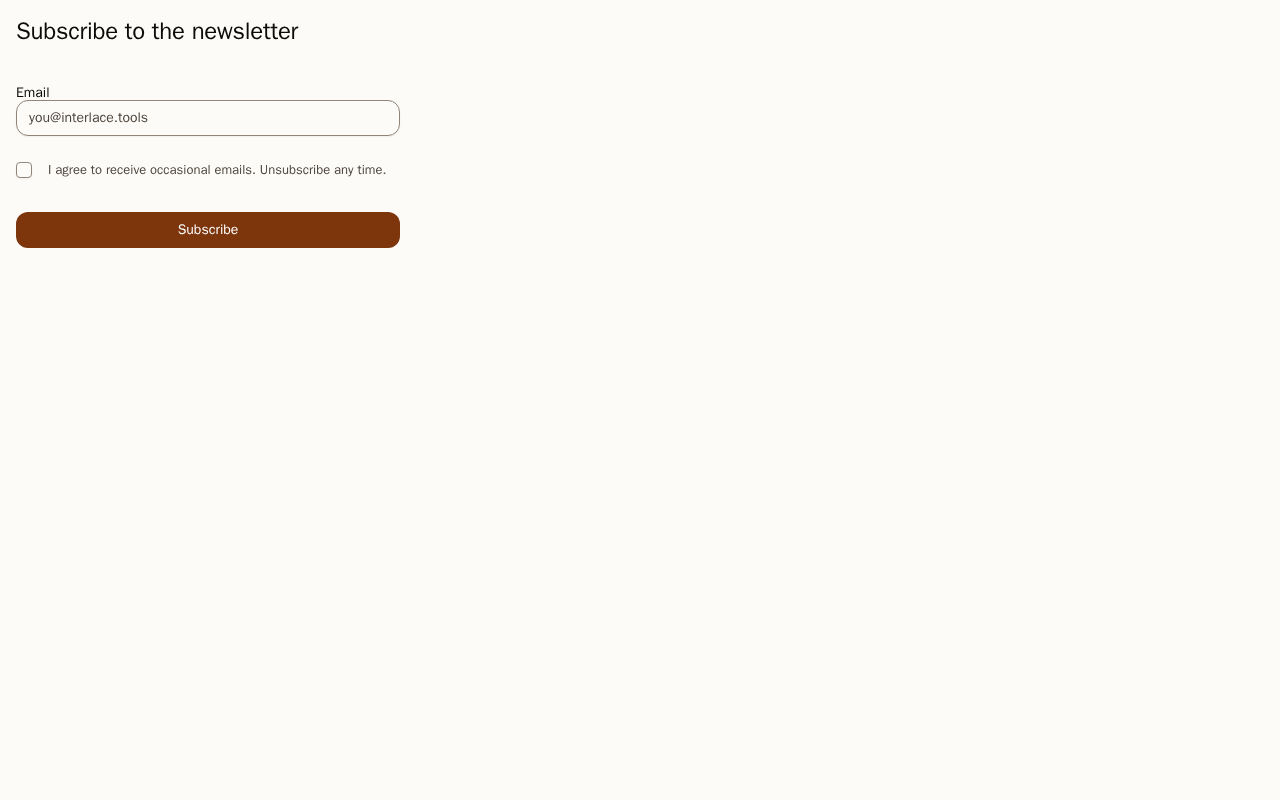 Subscribe to the newsletter
Email
you@interlace.tools
I agree to receive occasional emails. Unsubscribe any time.
Subscribe